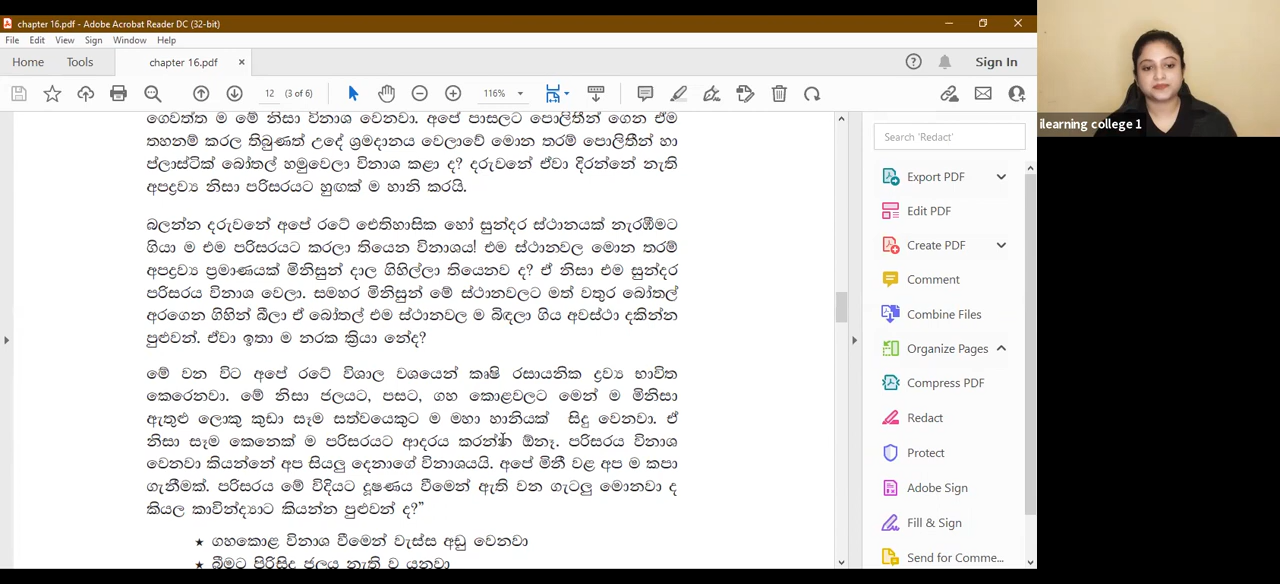 chapter 16.pdf - Adobe Acrobat Reader DC (32-bit)
File Edit View Sign Window Help
Home Tools chapter 16.pdf × Sign In
12 (3 of 6) 116%
ගෙවත්ත ම මේ නිසා විනාශ වෙනවා. අපේ පාසලට පොලිතීන් ගෙන ඒම
තහනම් කරල තිබුණත් උදේ ශ්‍රමදානය වෙලාවේ මොන තරම් පොලිතීන් හා
ප්ලාස්ටික් බෝතල් හමුවෙලා විනාශ කළා ද? දරුවනේ ඒවා දිරන්නේ නැති
අපද්‍රව්‍ය නිසා පරිසරයට හුඟක් ම හානි කරයි.
බලන්න දරුවනේ අපේ රටේ ඓතිහාසික හෝ සුන්දර ස්ථානයක් නැරඹීමට
ගියා ම එම පරිසරයට කරලා තියෙන විනාශය! එම ස්ථානවල මොන තරම්
අපද්‍රව්‍ය ප්‍රමාණයක් මිනිසුන් දාල ගිහිල්ලා තියෙනව ද? ඒ නිසා එම සුන්දර
පරිසරය විනාශ වෙලා. සමහර මිනිසුන් මේ ස්ථානවලට මත් වතුර බෝතල්
අරගෙන ගිහින් බීලා ඒ බෝතල් එම ස්ථානවල ම බිඳලා ගිය අවස්ථා දකින්න
පුළුවන්. ඒවා ඉතා ම නරක ක්‍රියා නේද?
මේ වන විට අපේ රටේ විශාල වශයෙන් කෘෂි රසායනික ද්‍රව්‍ය භාවිත
කෙරෙනවා. මේ නිසා ජලයට, පසට, ගහ කොළවලට මෙන් ම මිනිසා
ඇතුළු ලොකු කුඩා සෑම සත්වයෙකුට ම මහා හානියක් සිදු වෙනවා. ඒ
නිසා සෑම කෙනෙක් ම පරිසරයට ආදරය කරන්න ඕනෑ. පරිසරය විනාශ
වෙනවා කියන්නේ අප සියලු දෙනාගේ විනාශයයි. අපේ මිනී වළ අප ම කපා
ගැනීමක්. පරිසරය මේ විදියට දූෂණය වීමෙන් ඇති වන ගැටලු මොනවා ද
කියල කාවින්ද්‍යාට කියන්න පුළුවන් ද?”
★ ගහකොළ විනාශ වීමෙන් වැස්ස අඩු වෙනවා
★ බීමට පිරිසිදු ජලය නැති ව යනවා
Search 'Redact'
Export PDF
Edit PDF
Create PDF
Comment
Combine Files
Organize Pages
Compress PDF
Redact
Protect
Adobe Sign
Fill & Sign
Send for Comme...
ilearning college 1